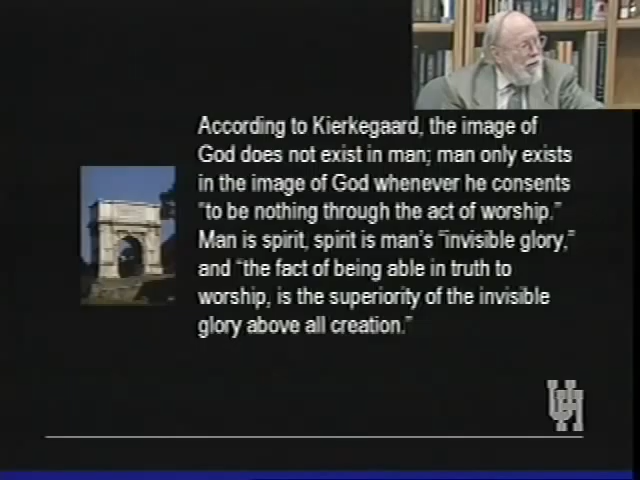 According to Kierkegaard, the image of
God does not exist in man; man only exists
in the image of God whenever he consents
"to be nothing through the act of worship."
Man is spirit, spirit is man's "invisible glory,"
and "the fact of being able in truth to
worship, is the superiority of the invisible
glory above all creation."
UH